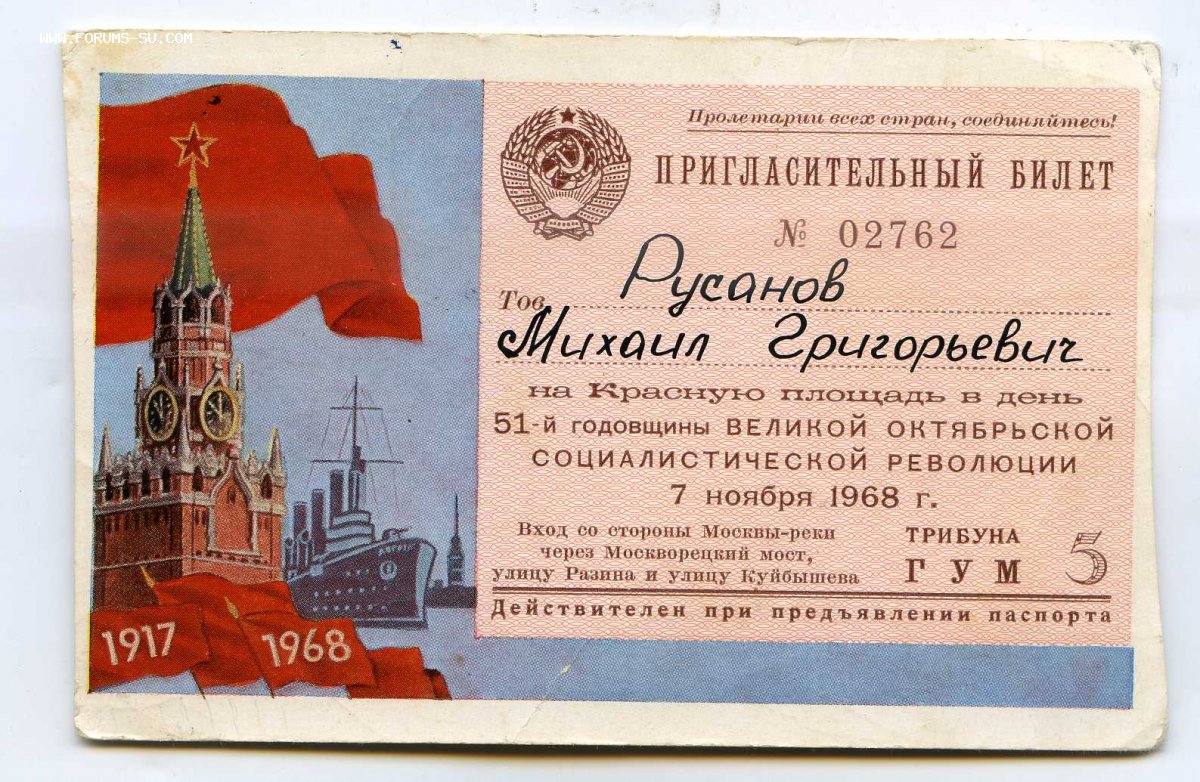 WWW.FORUMS-SU.COM
Пролетарии всех стран, соединяйтесь!
ПРИГЛАСИТЕЛЬНЫЙ БИЛЕТ
№ 02762
Тов. Русанов
Михаил Григорьевич
на Красную площадь в день
51-й годовщины ВЕЛИКОЙ ОКТЯБРЬСКОЙ
СОЦИАЛИСТИЧЕСКОЙ РЕВОЛЮЦИИ
7 ноября 1968 г.
Вход со стороны Москвы-реки
через Москворецкий мост,
улицу Разина и улицу Куйбышева
ТРИБУНА
ГУМ 5
Действителен при предъявлении паспорта
1917
1968